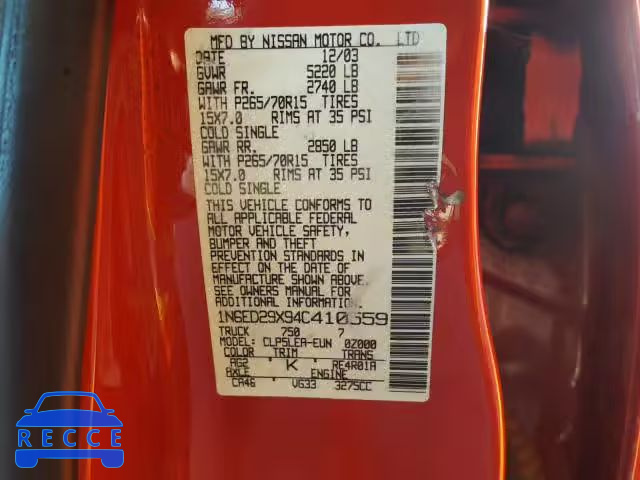 MFD BY NISSAN MOTOR CO. LTD
DATE 12/03
GVWR 5220 LB
GAWR FR. 2740 LB
WITH P265/70R15 TIRES
15X7.0 RIMS AT 35 PSI
COLD SINGLE
GAWR RR. 2850 LB
WITH P265/70R15 TIRES
15X7.0 RIMS AT 35 PSI
COLD SINGLE
THIS VEHICLE CONFORMS TO
ALL APPLICABLE FEDERAL
MOTOR VEHICLE SAFETY,
BUMPER AND THEFT
PREVENTION STANDARDS IN
EFFECT ON THE DATE OF
MANUFACTURE SHOWN ABOVE.
SEE OWNERS MANUAL FOR
ADDITIONAL INFORMATION
1N6ED29X94C410559
TRUCK 750 7
MODEL: CLPSLEA-EUN 0Z000
COLOR TRIM TRANS
AG2 K RE4R01A
AXLE ENGINE
CA46 VG33 3275CC
RECCE